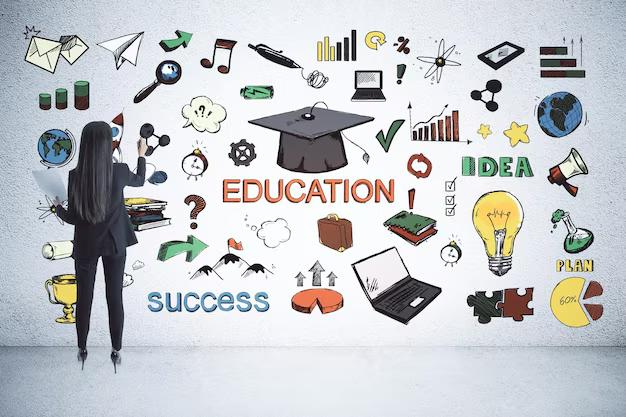 IDEA
EDUCATION
PLAN
success
60%